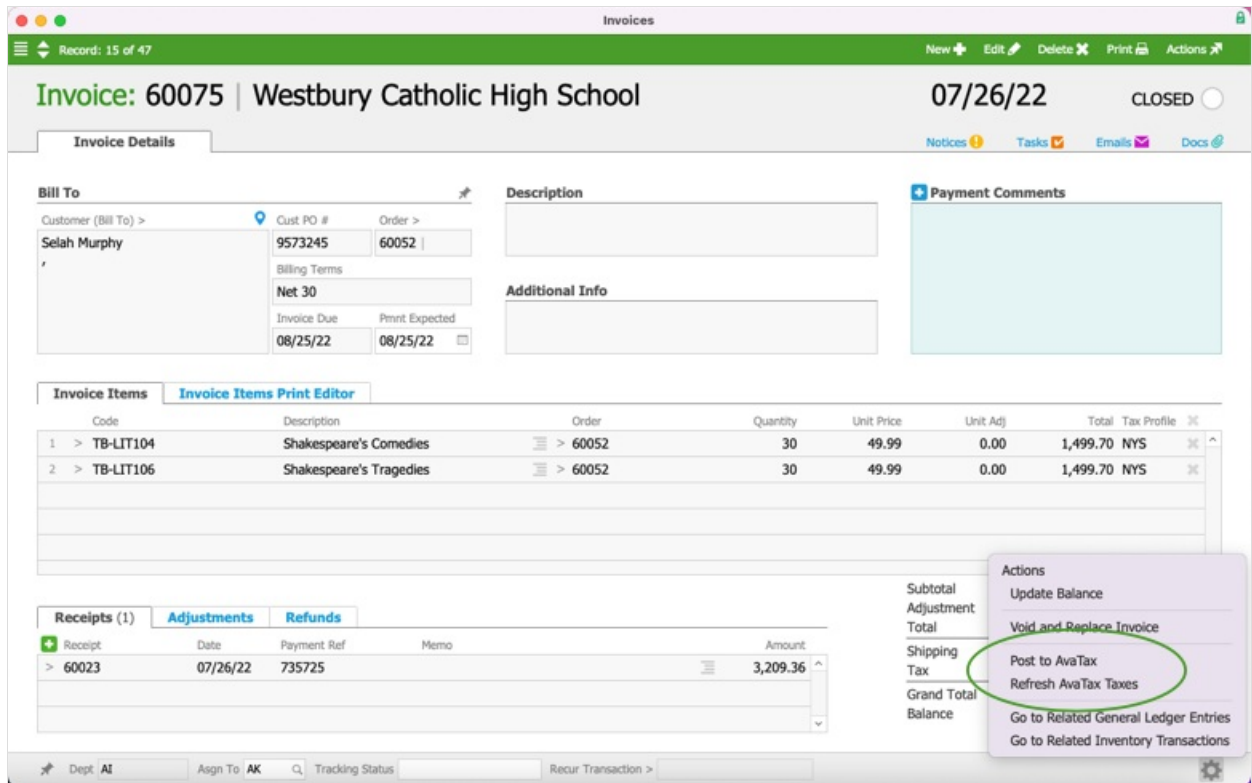 Invoices
Record: 15 of 47 New Edit Delete Print Actions
Invoice: 60075 | Westbury Catholic High School 07/26/22 CLOSED
Invoice Details Notices Tasks Emails Docs
Bill To Description Payment Comments
Customer (Bill To) > Cust PO # Order >
Selah Murphy 9573245 60052 |
,
Billing Terms
Net 30 Additional Info
Invoice Due Pmnt Expected
08/25/22 08/25/22
Invoice Items Invoice Items Print Editor
Code Description Order Quantity Unit Price Unit Adj Total Tax Profile
1 > TB-LIT104 Shakespeare's Comedies > 60052 30 49.99 0.00 1,499.70 NYS
2 > TB-LIT106 Shakespeare's Tragedies > 60052 30 49.99 0.00 1,499.70 NYS
Receipts (1) Adjustments Refunds
Receipt Date Payment Ref Memo Amount
> 60023 07/26/22 735725 3,209.36
Subtotal
Adjustment
Total
Shipping
Tax
Grand Total
Balance
Actions
Update Balance
Void and Replace Invoice
Post to AvaTax
Refresh AvaTax Taxes
Go to Related General Ledger Entries
Go to Related Inventory Transactions
Dept AI Asgn To AK Tracking Status Recur Transaction >